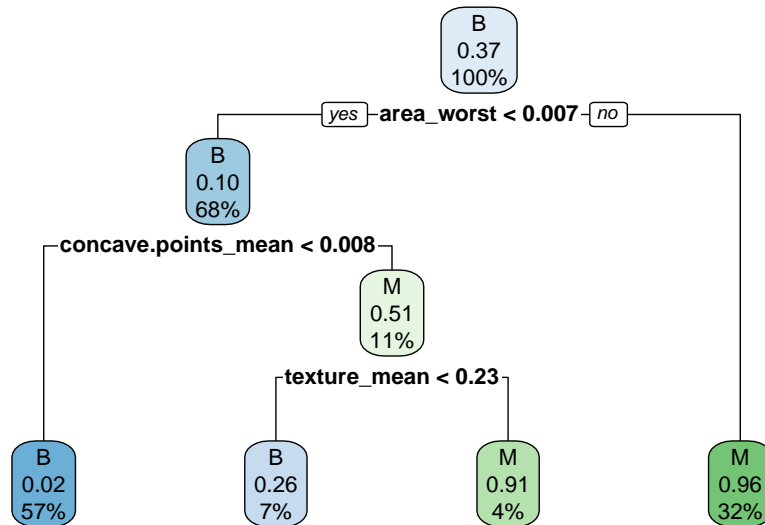 B
0.37
100%
yes area_worst < 0.007 no
B
0.10
68%
concave.points_mean < 0.008
M
0.51
11%
texture_mean < 0.23
B
0.02
57%
B
0.26
7%
M
0.91
4%
M
0.96
32%